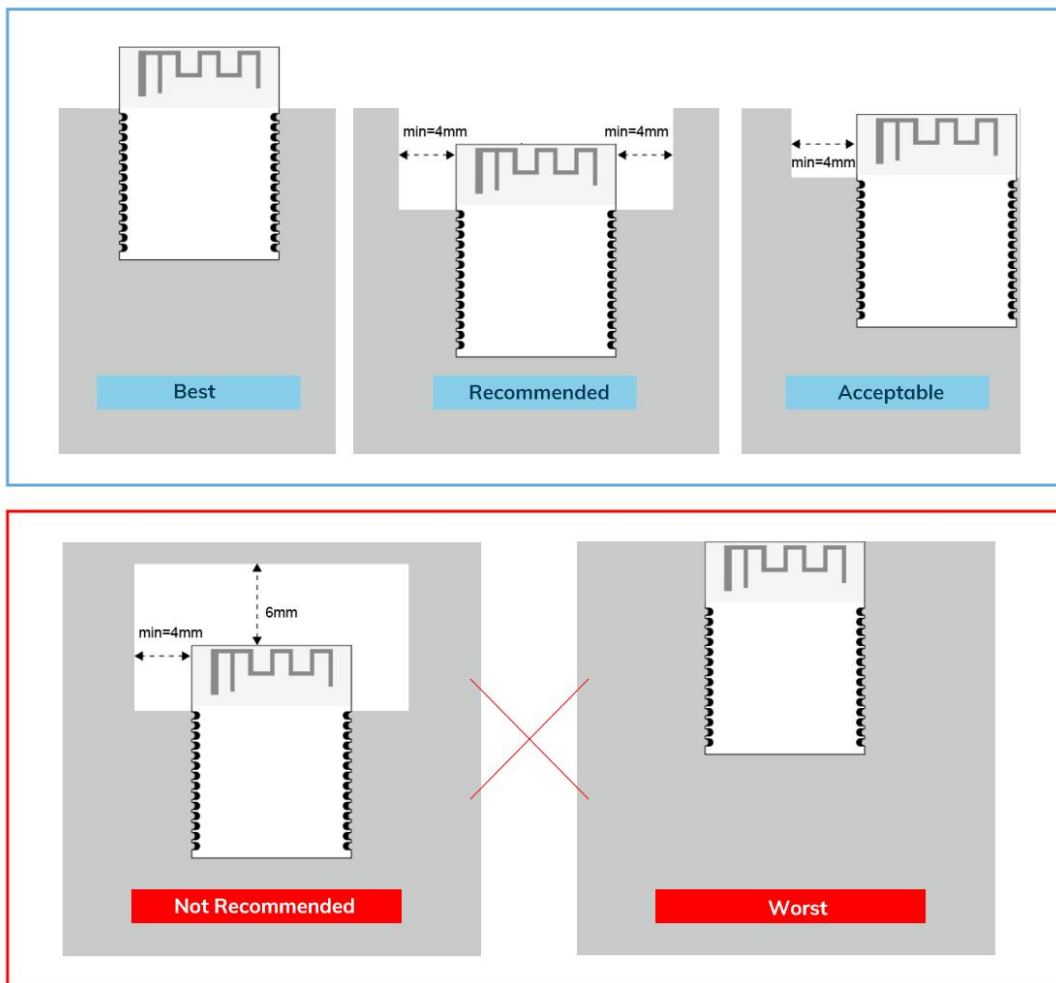 min=4mm
min=4mm
min=4mm
Best
Recommended
Acceptable
6mm
min=4mm
Not Recommended
Worst